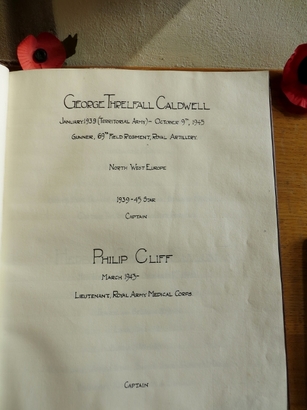 George Threlfall Caldwell
January 1939 (Territorial Army) – October 9th, 1945
Gunner, 69th Field Regiment, Royal Artillery
North West Europe
1939-45 Star
Captain
Philip Cliff
March 1943–
Lieutenant, Royal Army Medical Corps
Captain